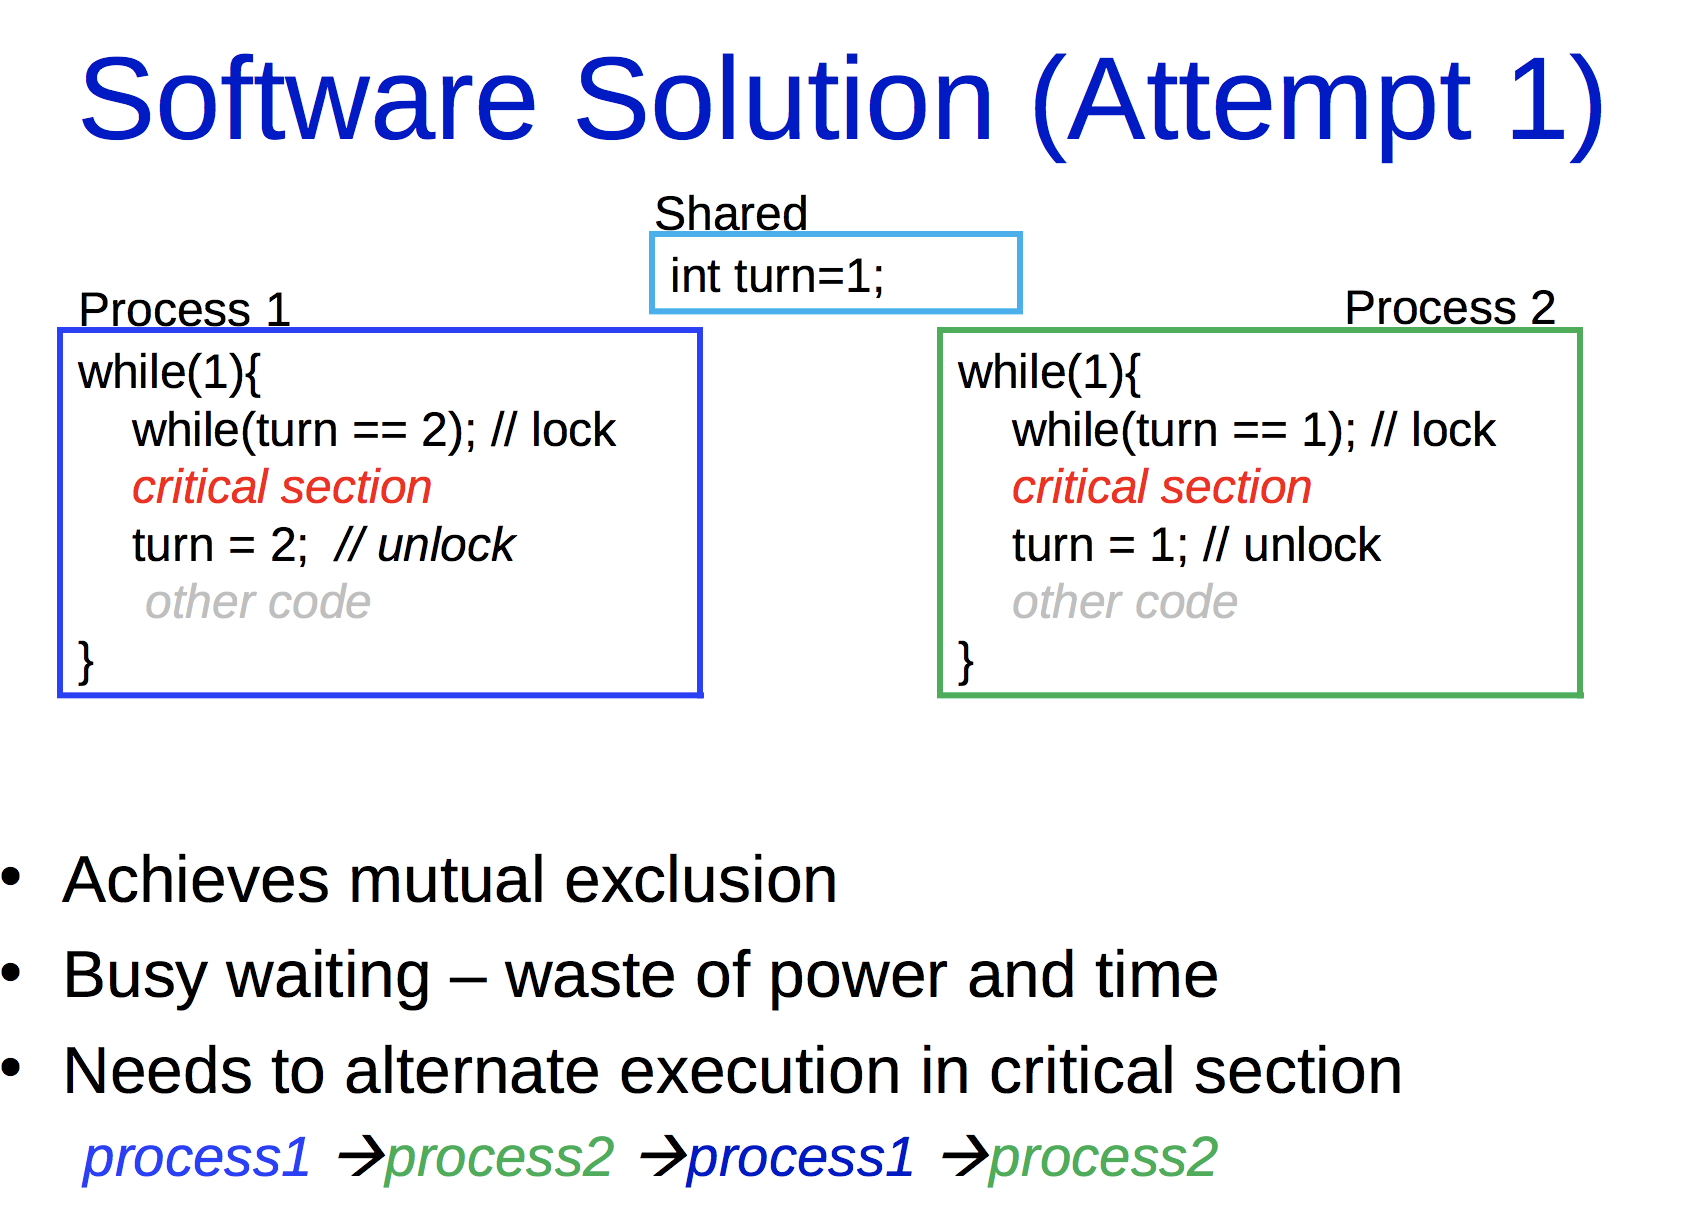 Software Solution (Attempt 1)
Shared
int turn=1;
Process 1
while(1){
while(turn == 2); // lock
critical section
turn = 2; // unlock
other code
}
Process 2
while(1){
while(turn == 1); // lock
critical section
turn = 1; // unlock
other code
}
• Achieves mutual exclusion
• Busy waiting – waste of power and time
• Needs to alternate execution in critical section
process1 →process2 →process1 →process2